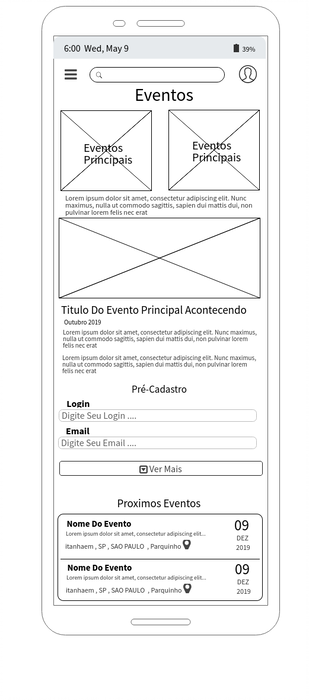 6:00 Wed, May 9
39%
Eventos
Eventos
Principais
Eventos
Principais
Lorem ipsum dolor sit amet, consectetur adipiscing elit. Nunc
maximus, nulla ut commodo sagittis, sapien dui mattis dui, non
pulvinar lorem felis nec erat
Titulo Do Evento Principal Acontecendo
Outubro 2019
Lorem ipsum dolor sit amet, consectetur adipiscing elit. Nunc maximus,
nulla ut commodo sagittis, sapien dui mattis dui, non pulvinar lorem
felis nec erat
Lorem ipsum dolor sit amet, consectetur adipiscing elit. Nunc maximus,
nulla ut commodo sagittis, sapien dui mattis dui, non pulvinar lorem
felis nec erat
Pré-Cadastro
Login
Digite Seu Login ....
Email
Digite Seu Email ....
Ver Mais
Proximos Eventos
Nome Do Evento
Lorem ipsum dolor sit amet, consectetur adipiscing elit...
itanhaem , SP , SAO PAULO , Parquinho
09
DEZ
2019
Nome Do Evento
Lorem ipsum dolor sit amet, consectetur adipiscing elit...
itanhaem , SP , SAO PAULO , Parquinho
09
DEZ
2019